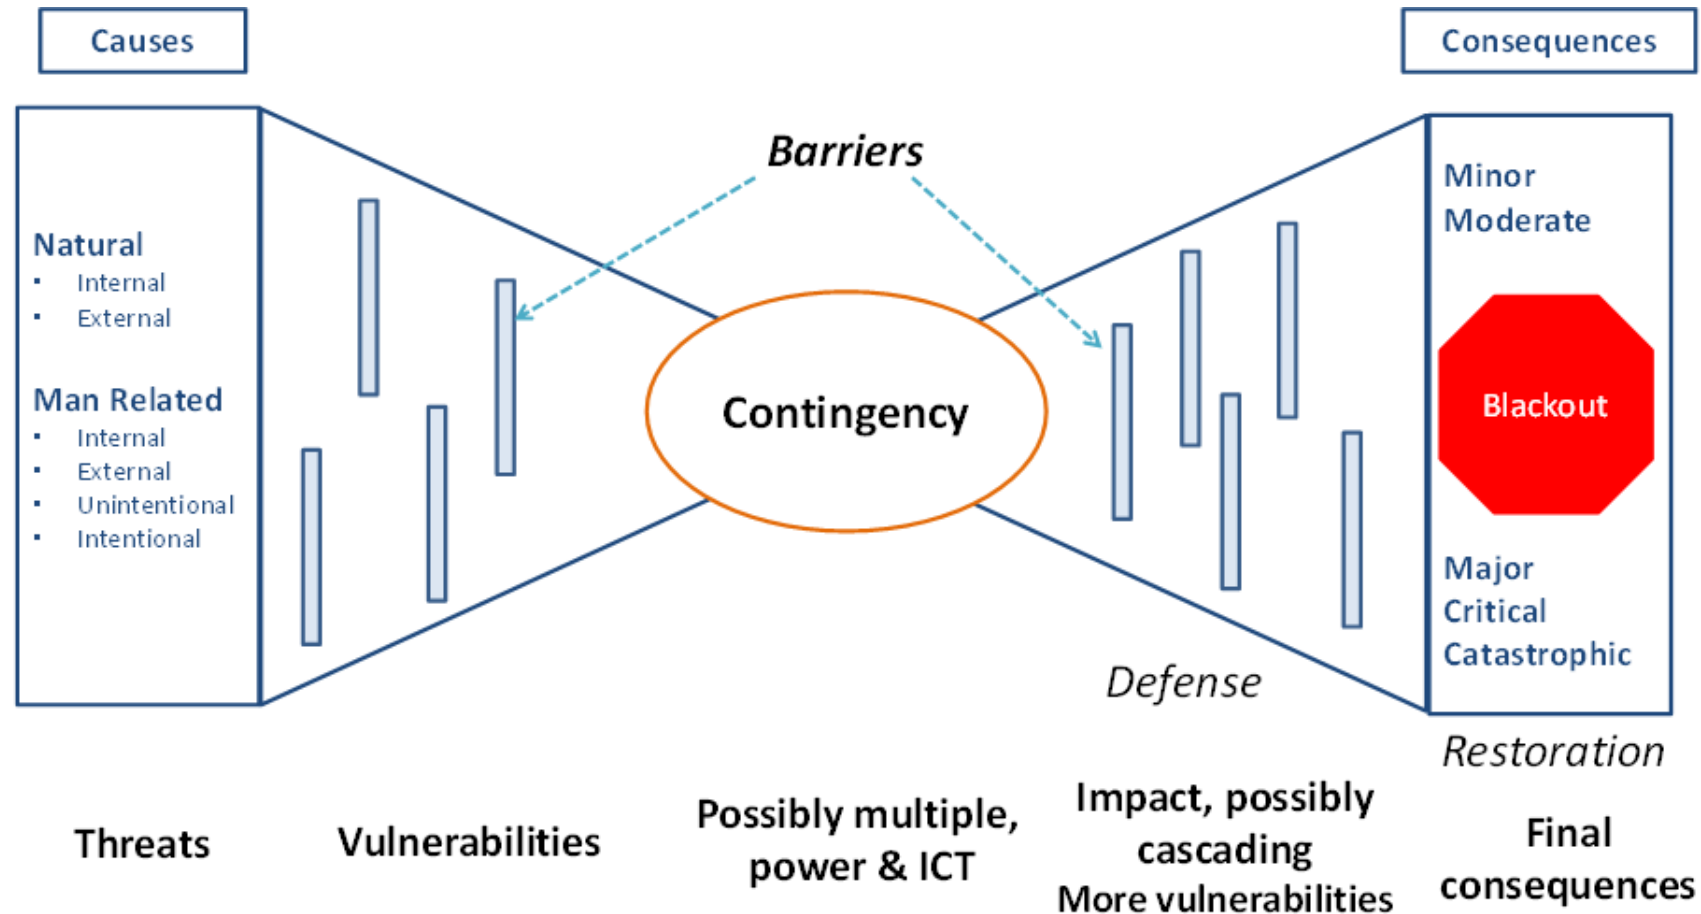 Causes
Consequences
Barriers
Natural
▪ Internal
▪ External
Man Related
▪ Internal
▪ External
▪ Unintentional
▪ Intentional
Contingency
Minor
Moderate
Blackout
Major
Critical
Catastrophic
Defense
Restoration
Threats
Vulnerabilities
Possibly multiple,
power & ICT
Impact, possibly
cascading
More vulnerabilities
Final
consequences